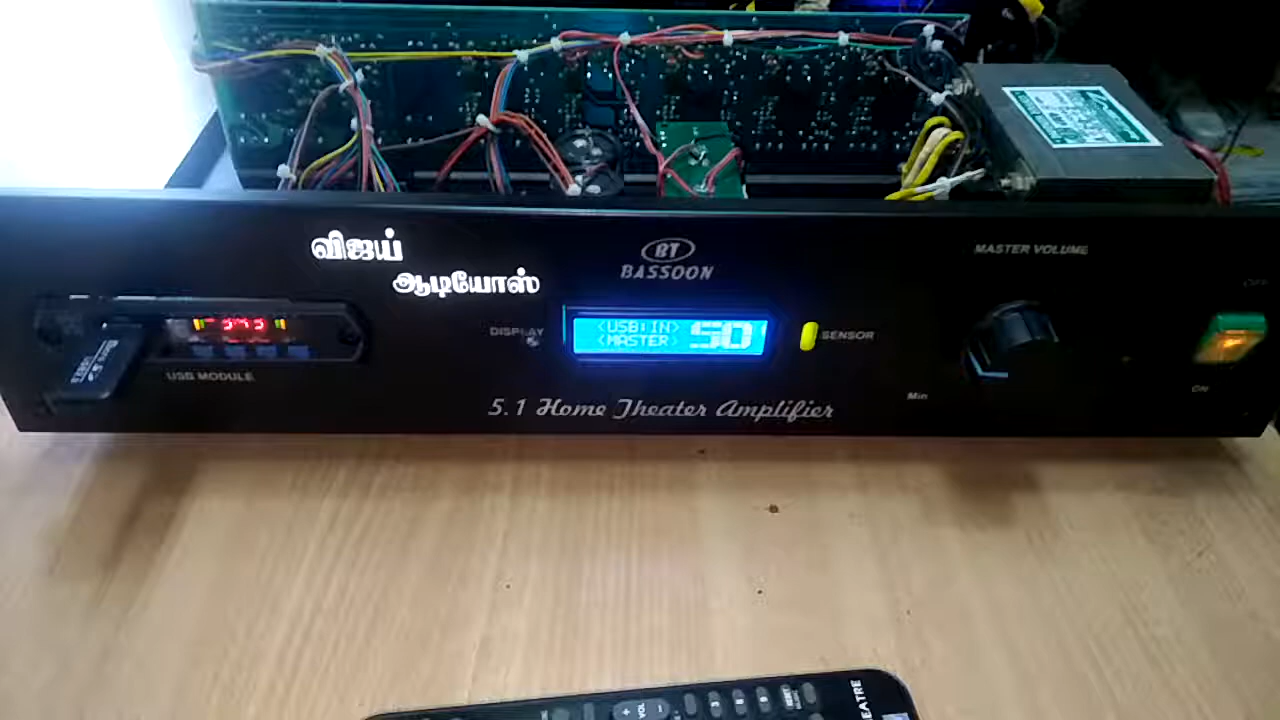 விஜய்
ஆடியோஸ்
BT
BASSOON
MASTER VOLUME
DISPLAY
<USB:IN>
<MASTER>
50
SENSOR
USB MODULE
Min
ON
5.1 Home Theater Amplifier
VOL